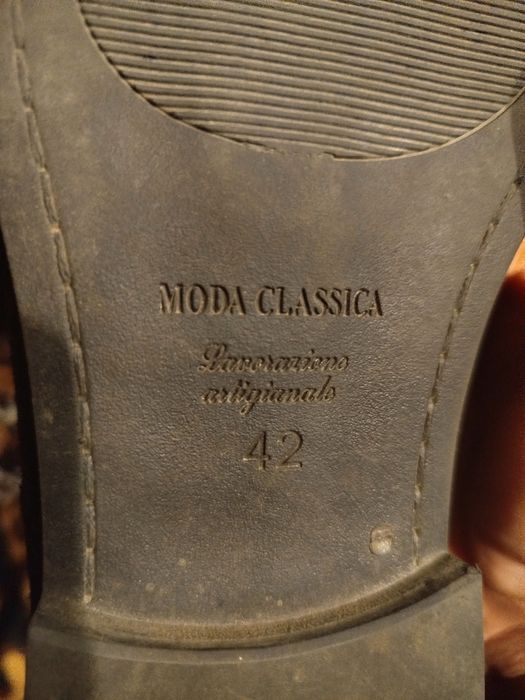 MODA CLASSICA
Lavorazione
artigianale
42